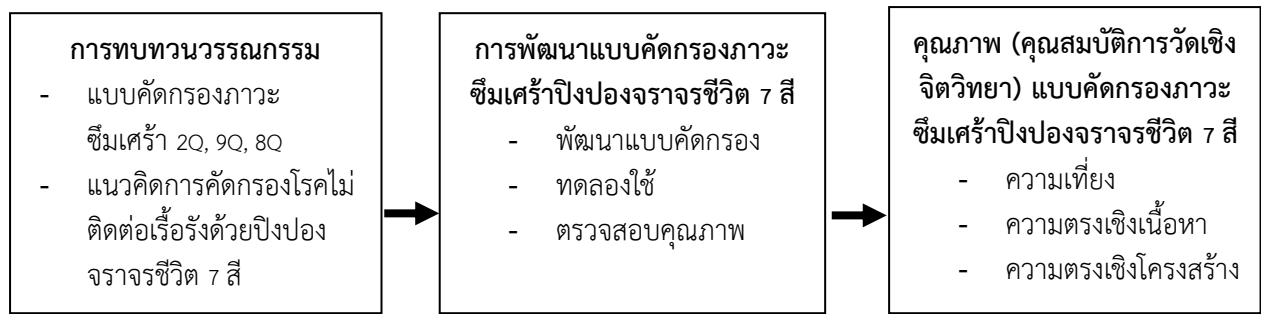 การทบทวนวรรณกรรม
- แบบคัดกรองภาวะ
ซึมเศร้า 2Q, 9Q, 8Q
- แนวคิดการคัดกรองโรคไม่
ติดต่อเรื้อรังด้วยปิงปอง
จราจรชีวิต 7 สี
การพัฒนาแบบคัดกรองภาวะ
ซึมเศร้าปิงปองจราจรชีวิต 7 สี
- พัฒนาแบบคัดกรอง
- ทดลองใช้
- ตรวจสอบคุณภาพ
คุณภาพ (คุณสมบัติการวัดเชิง
จิตวิทยา) แบบคัดกรองภาวะ
ซึมเศร้าปิงปองจราจรชีวิต 7 สี
- ความเที่ยง
- ความตรงเชิงเนื้อหา
- ความตรงเชิงโครงสร้าง